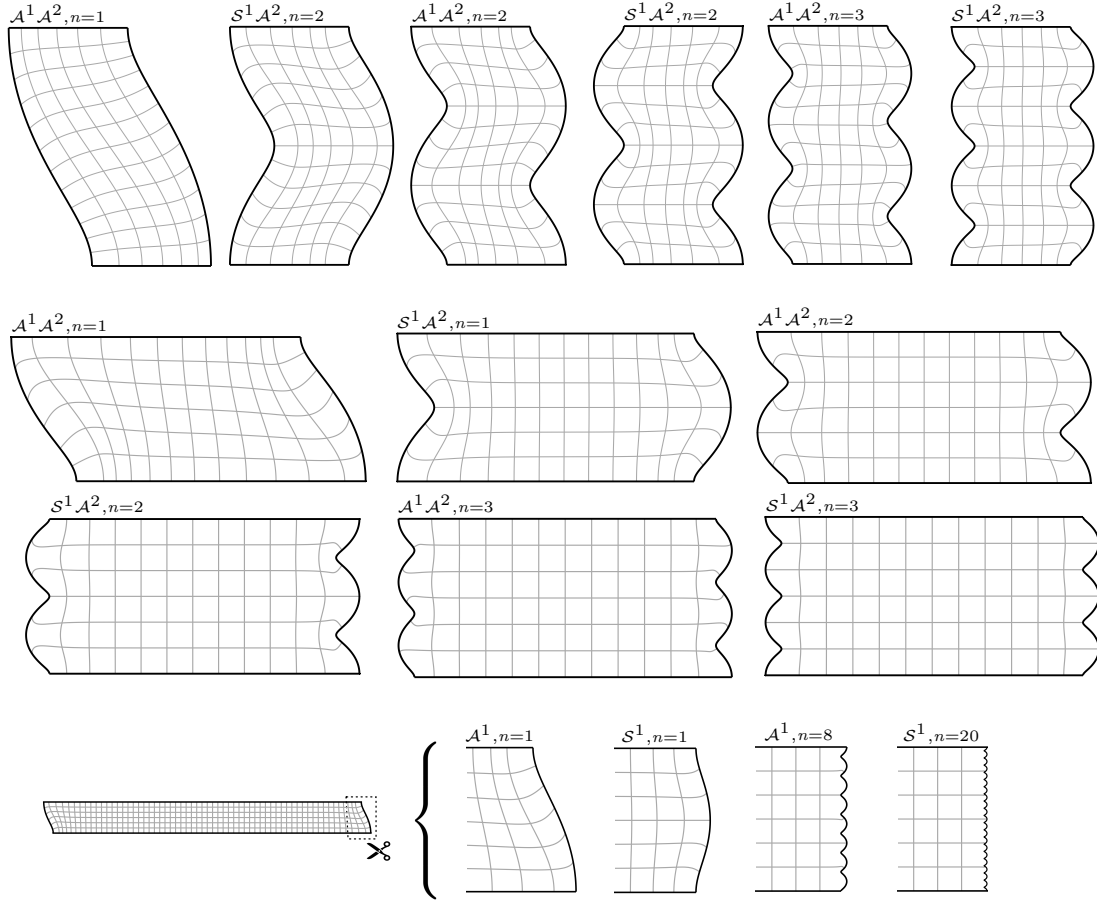 𝒜¹𝒜²,n=1
𝒮¹𝒜²,n=2
𝒜¹𝒜²,n=2
𝒮¹𝒜²,n=2
𝒜¹𝒜²,n=3
𝒮¹𝒜²,n=3
𝒜¹𝒜²,n=1
𝒮¹𝒜²,n=1
𝒜¹𝒜²,n=2
𝒮¹𝒜²,n=2
𝒜¹𝒜²,n=3
𝒮¹𝒜²,n=3
𝒜¹,n=1
𝒮¹,n=1
𝒜¹,n=8
𝒮¹,n=20